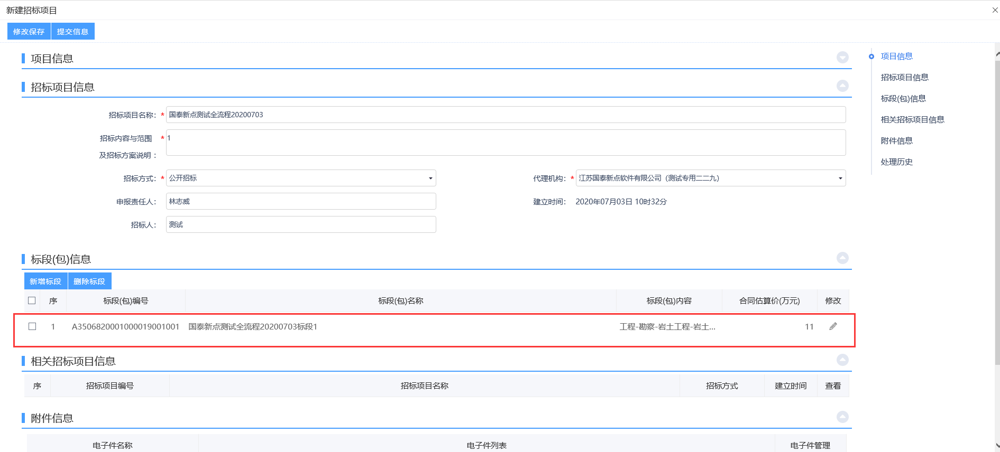 新建招标项目
修改保存 提交信息
项目信息
招标项目信息
招标项目名称： * 国泰新点测试全流程20200703
招标内容与范围 * 1
及招标方案说明：
招标方式： * 公开招标 代理机构： * 江苏国泰新点软件有限公司（测试专用二二九）
申报责任人： 林志威 建立时间： 2020年07月03日 10时32分
招标人： 测试
标段(包)信息
新增标段 删除标段
序 标段(包)编号 标段(包)名称 标段(包)内容 合同估算价(万元) 修改
1 A3506820001000019001001 国泰新点测试全流程20200703标段1 工程-勘察-岩土工程-岩土... 11
相关招标项目信息
序 招标项目编号 招标项目名称 招标方式 建立时间 查看
附件信息
电子件名称 电子件列表 电子件管理
项目信息
招标项目信息
标段(包)信息
相关招标项目信息
附件信息
处理历史